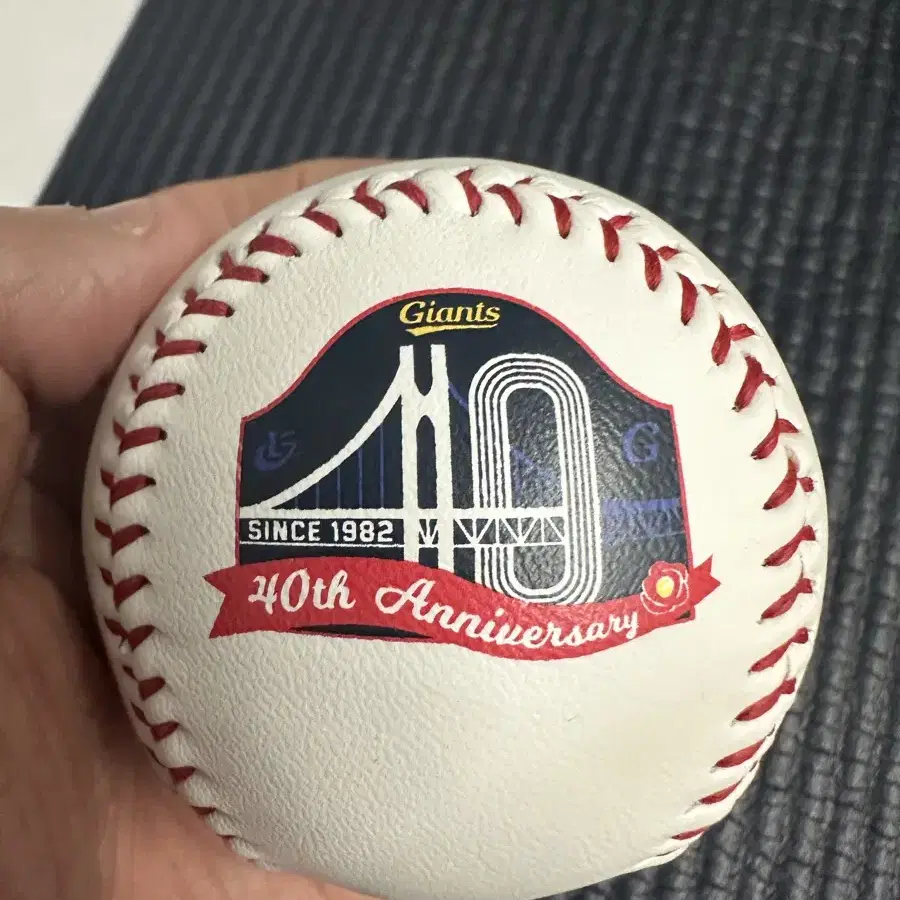 Giants
G
SINCE 1982
40th Anniversary